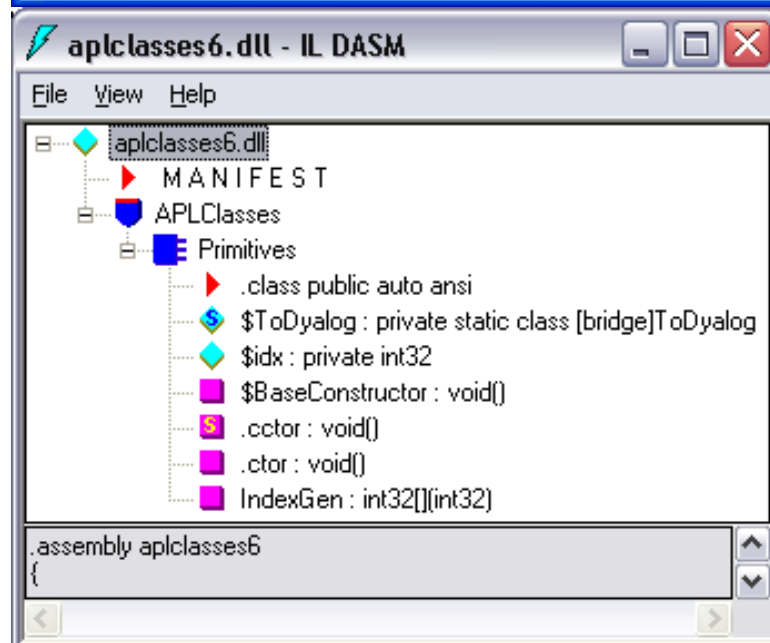 aplclasses6.dll - IL DASM
File View Help
aplclasses6.dll
M A N I F E S T
APLClasses
Primitives
.class public auto ansi
$ToDyalog : private static class [bridge]ToDyalog
$idx : private int32
$BaseConstructor : void()
.cctor : void()
.ctor : void()
IndexGen : int32[](int32)
.assembly aplclasses6
{